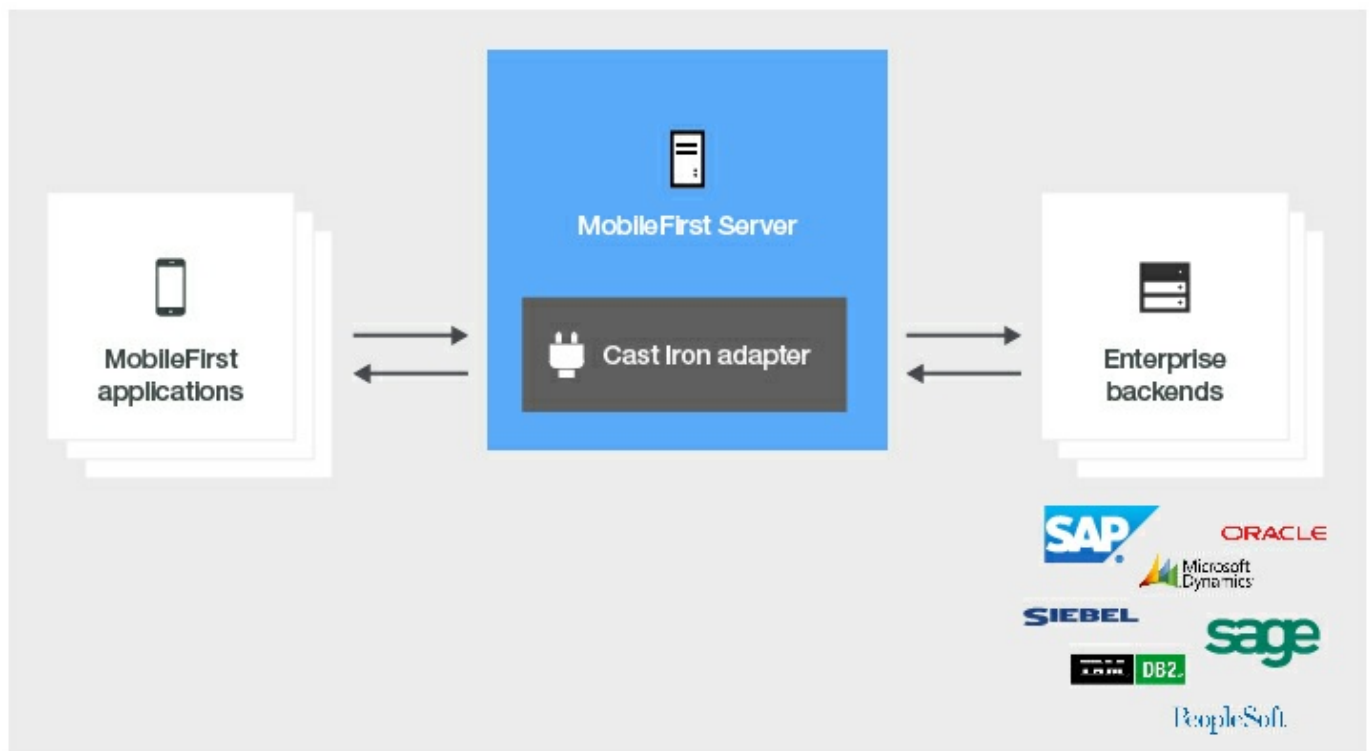 MobileFirst Server
Cast Iron adapter
MobileFirst
applications
Enterprise
backends
SAP
ORACLE
Microsoft
Dynamics
SIEBEL
sage
IBM DB2
PeopleSoft